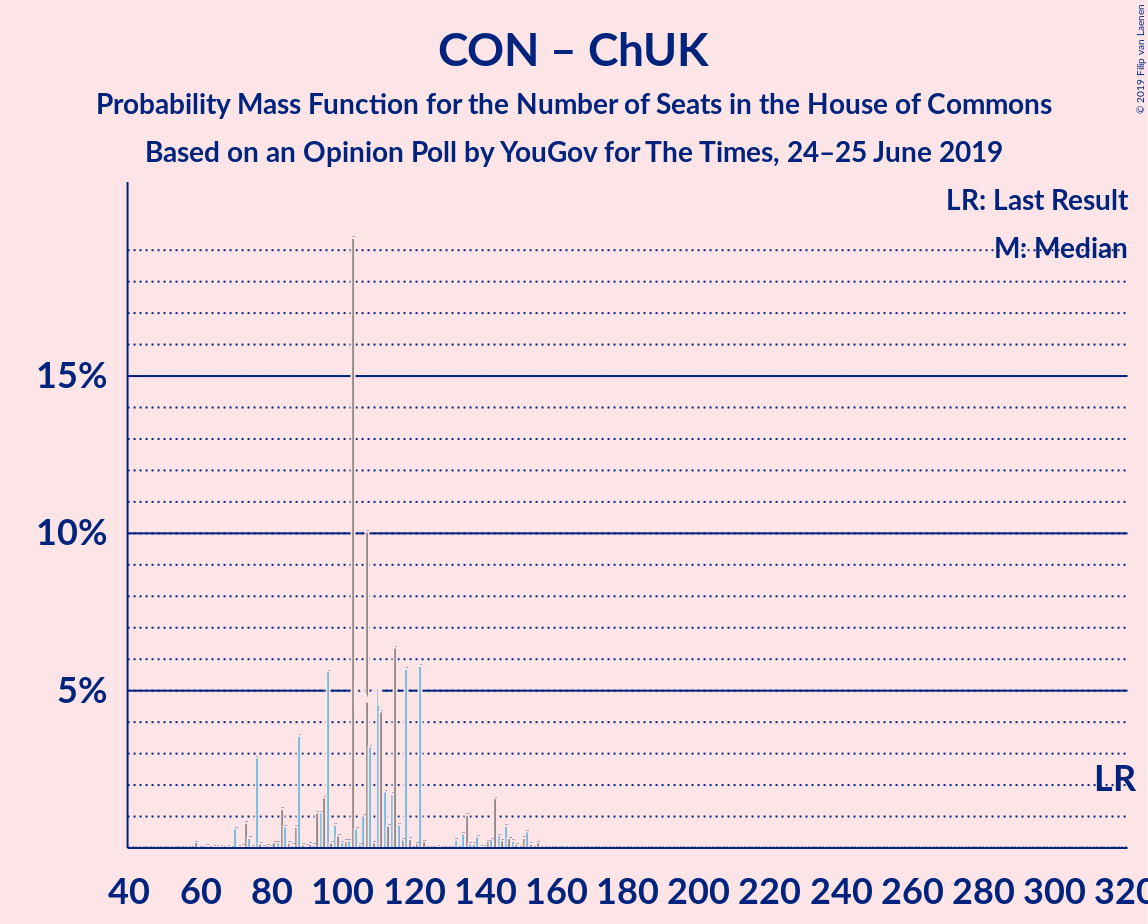 CON – ChUK
Probability Mass Function for the Number of Seats in the House of Commons
Based on an Opinion Poll by YouGov for The Times, 24–25 June 2019
© 2019 Filip van Laenen
LR: Last Result
M: Median
15%
10%
5%
LR
40 60 80 100 120 140 160 180 200 220 240 260 280 300 320